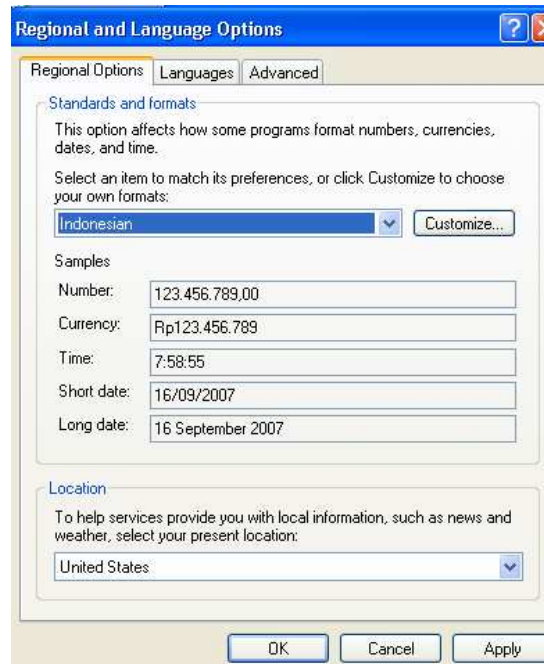 Regional and Language Options
Regional Options Languages Advanced
Standards and formats
This option affects how some programs format numbers, currencies,
dates, and time.
Select an item to match its preferences, or click Customize to choose
your own formats:
Indonesian Customize...
Samples
Number: 123.456.789,00
Currency: Rp123.456.789
Time: 7:58:55
Short date: 16/09/2007
Long date: 16 September 2007
Location
To help services provide you with local information, such as news and
weather, select your present location:
United States
OK Cancel Apply